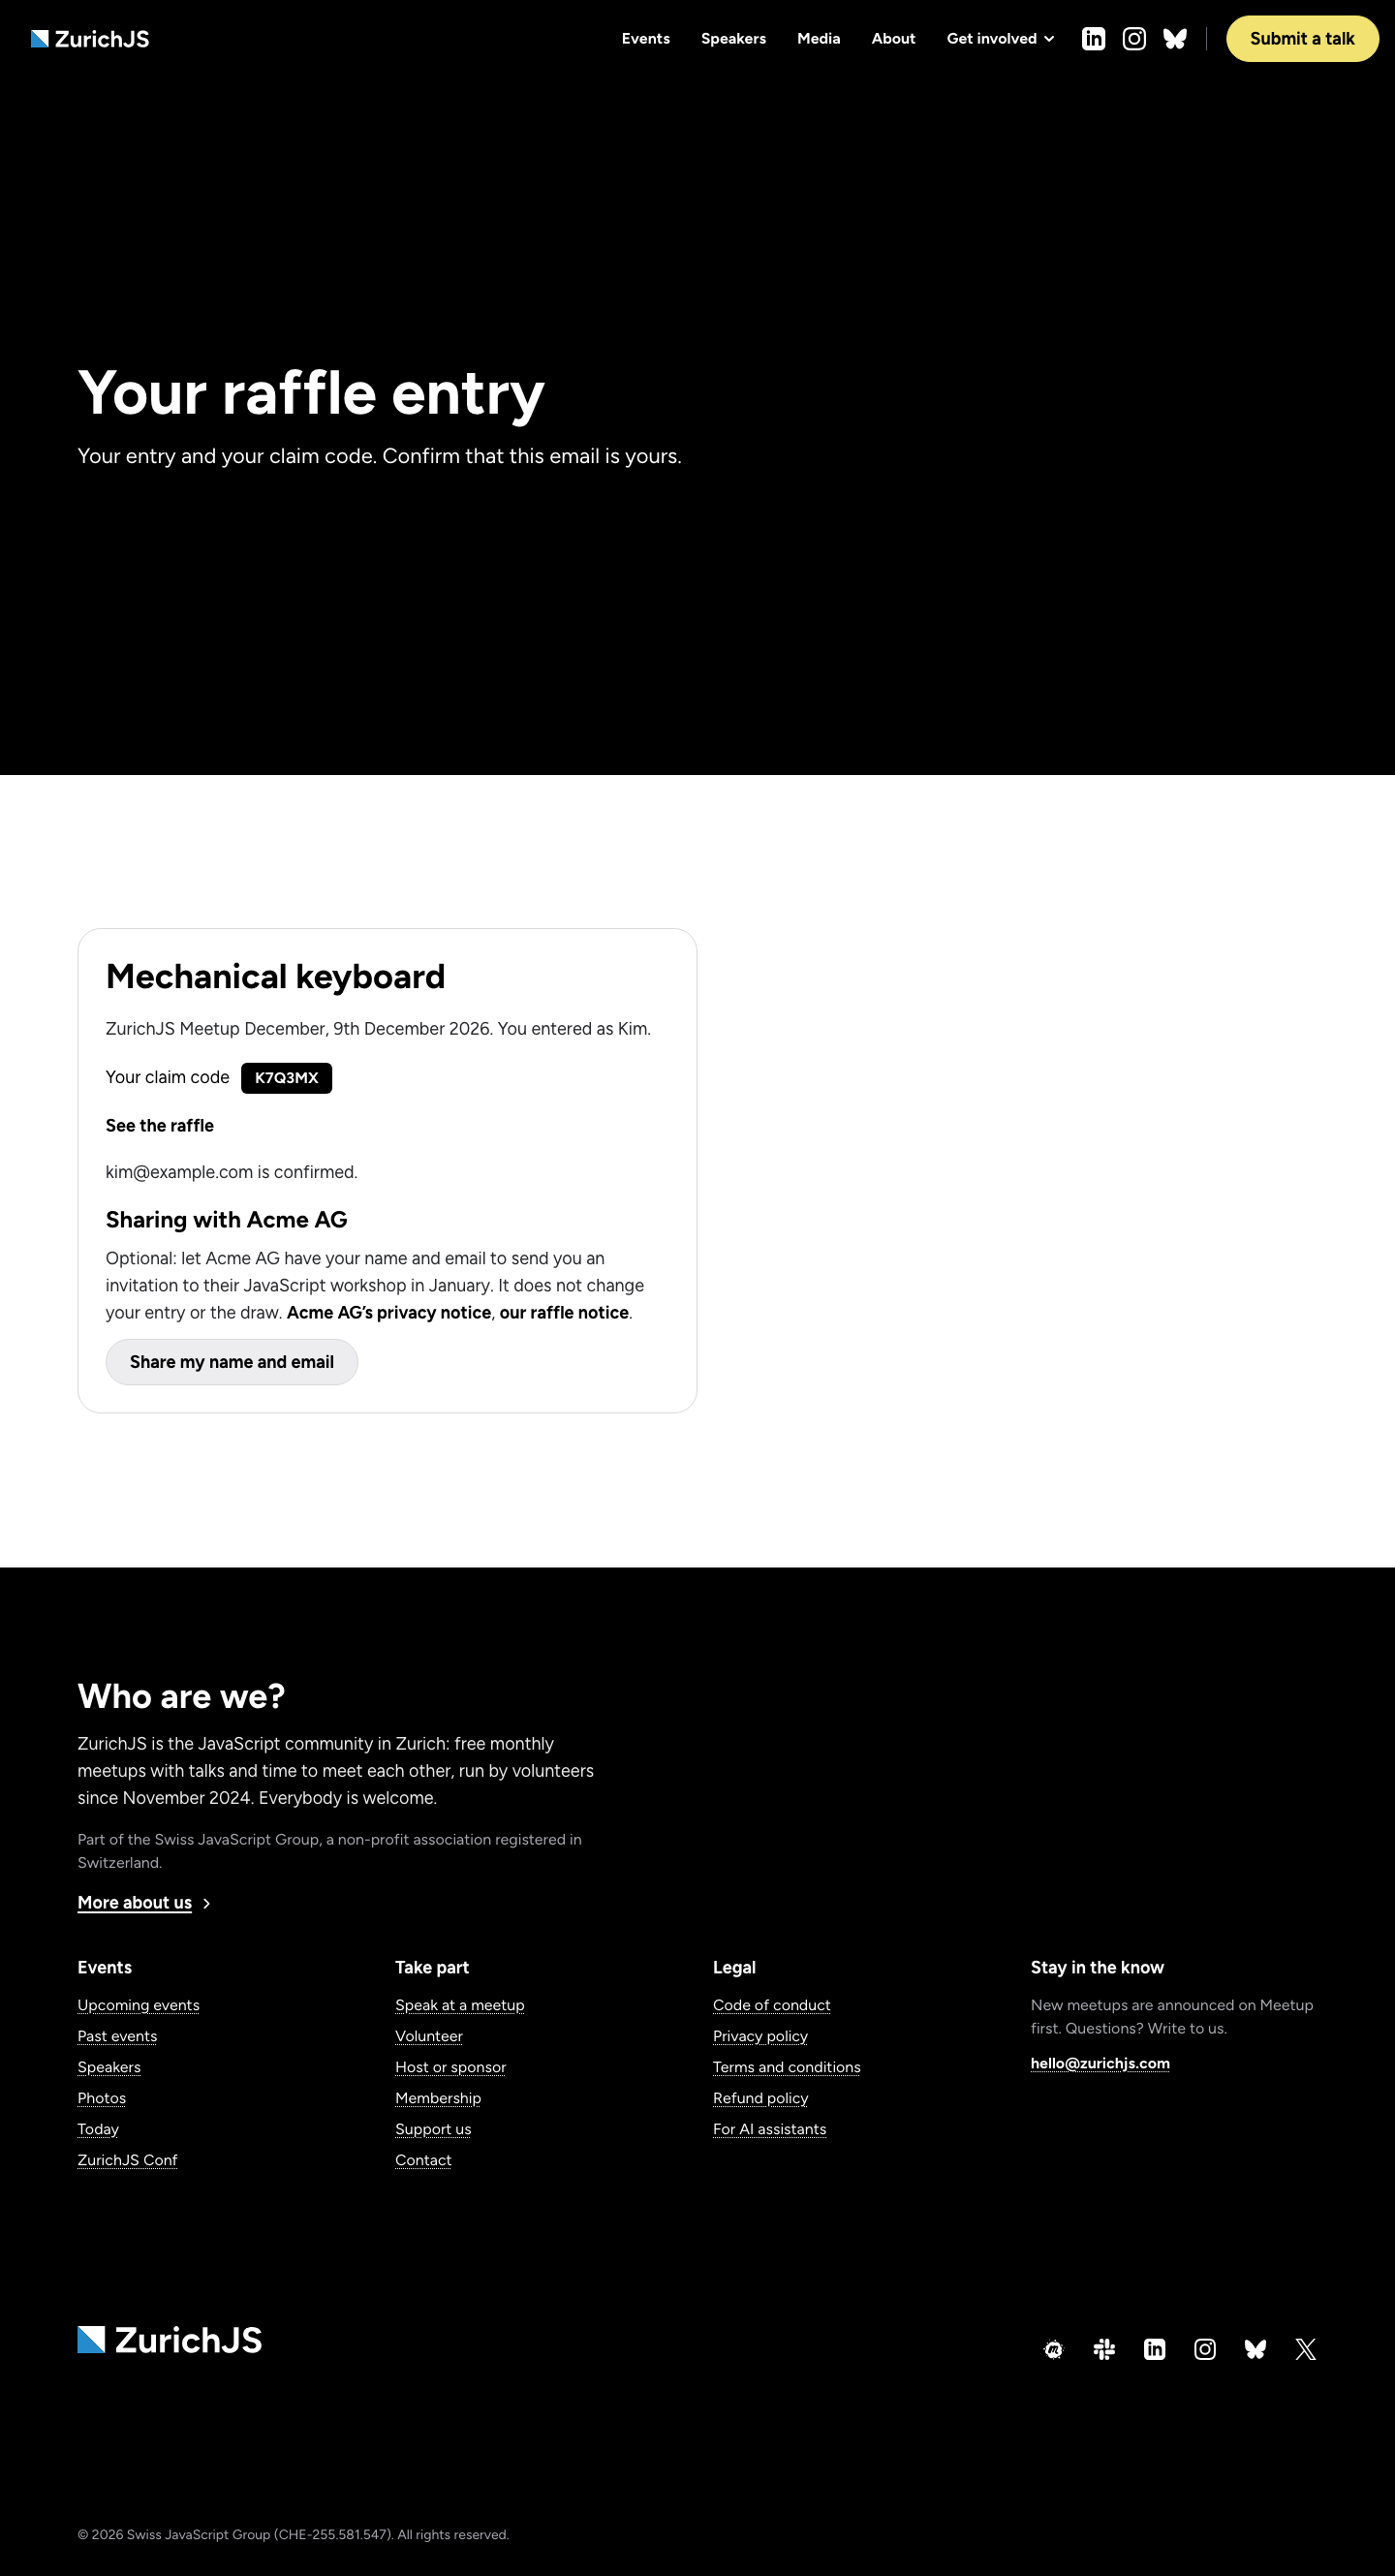 ZurichJS
Events
Speakers
Media
About
Get involved
Submit a talk
Your raffle entry
Your entry and your claim code. Confirm that this email is yours.
Mechanical keyboard
ZurichJS Meetup December, 9th December 2026. You entered as Kim.
Your claim code K7Q3MX
See the raffle
kim@example.com is confirmed.
Sharing with Acme AG
Optional: let Acme AG have your name and email to send you an
invitation to their JavaScript workshop in January. It does not change
your entry or the draw. Acme AG’s privacy notice, our raffle notice.
Share my name and email
Who are we?
ZurichJS is the JavaScript community in Zurich: free monthly
meetups with talks and time to meet each other, run by volunteers
since November 2024. Everybody is welcome.
Part of the Swiss JavaScript Group, a non-profit association registered in
Switzerland.
More about us
Events
Upcoming events
Past events
Speakers
Photos
Today
ZurichJS Conf
Take part
Speak at a meetup
Volunteer
Host or sponsor
Membership
Support us
Contact
Legal
Code of conduct
Privacy policy
Terms and conditions
Refund policy
For AI assistants
Stay in the know
New meetups are announced on Meetup
first. Questions? Write to us.
hello@zurichjs.com
ZurichJS
© 2026 Swiss JavaScript Group (CHE-255.581.547). All rights reserved.